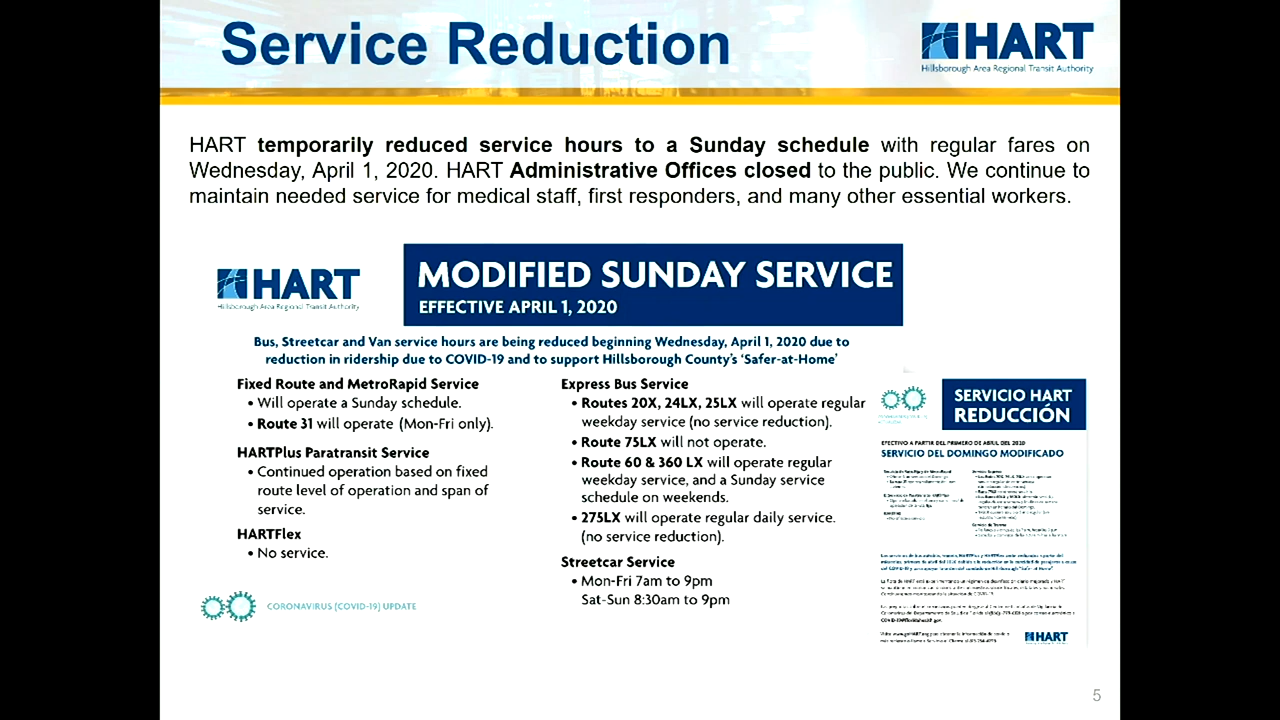 Service Reduction
HART
Hillsborough Area Regional Transit Authority
HART temporarily reduced service hours to a Sunday schedule with regular fares on
Wednesday, April 1, 2020. HART Administrative Offices closed to the public. We continue to
maintain needed service for medical staff, first responders, and many other essential workers.
HART
Hillsborough Area Regional Transit Authority
MODIFIED SUNDAY SERVICE
EFFECTIVE APRIL 1, 2020
Bus, Streetcar and Van service hours are being reduced beginning Wednesday, April 1, 2020 due to
reduction in ridership due to COVID-19 and to support Hillsborough County's 'Safer-at-Home'
Fixed Route and MetroRapid Service
• Will operate a Sunday schedule.
• Route 31 will operate (Mon-Fri only).
HARTPlus Paratransit Service
• Continued operation based on fixed
route level of operation and span of
service.
HARTFlex
• No service.
CORONAVIRUS (COVID-19) UPDATE
Express Bus Service
• Routes 20X, 24LX, 25LX will operate regular
weekday service (no service reduction).
• Route 75LX will not operate.
• Route 60 & 360 LX will operate regular
weekday service, and a Sunday service
schedule on weekends.
• 275LX will operate regular daily service.
(no service reduction).
Streetcar Service
• Mon-Fri 7am to 9pm
Sat-Sun 8:30am to 9pm
SERVICIO HART
REDUCCIÓN
EFECTIVO A PARTIR DEL PRIMERO DE ABRIL DEL 2020
SERVICIO DEL DOMINGO MODIFICADO
HART
5